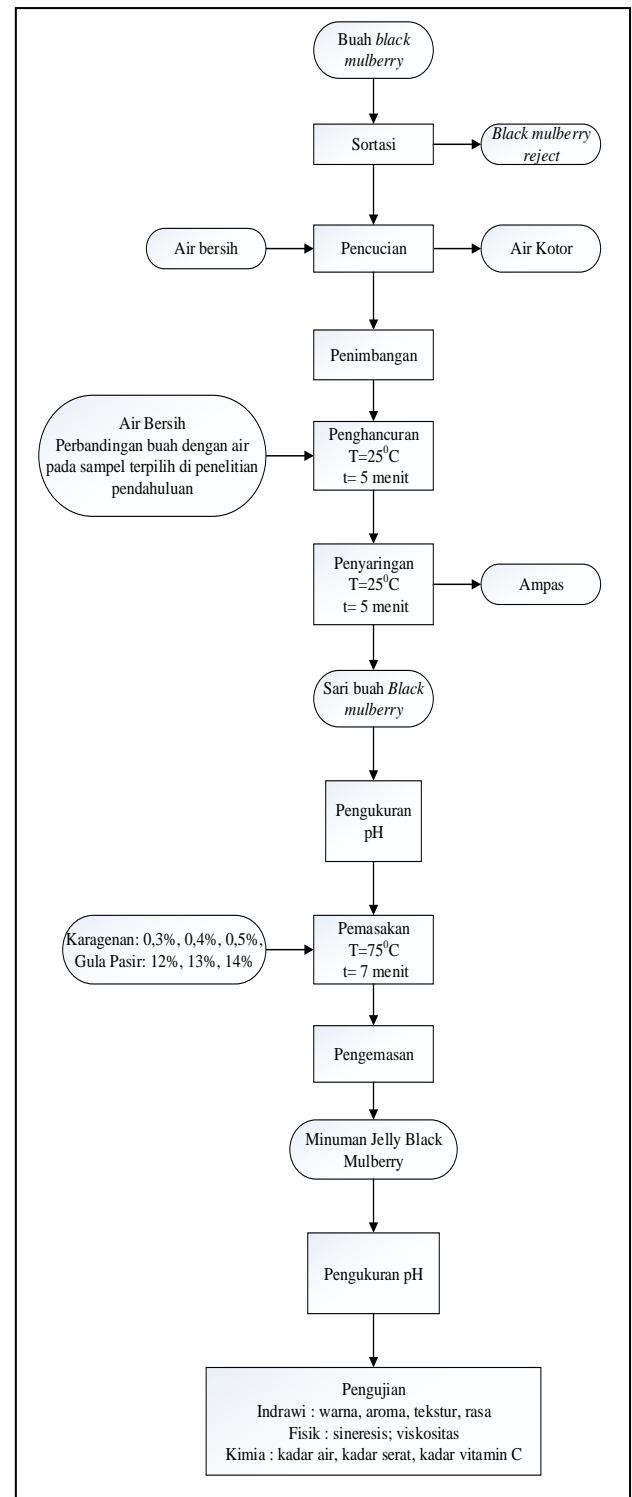 Buah black
mulberry
Sortasi
Black mulberry
reject
Air bersih
Pencucian
Air Kotor
Penimbangan
Air Bersih
Perbandingan buah dengan air
pada sampel terpilih di penelitian
pendahuluan
Penghancuran
T=25⁰C
t= 5 menit
Penyaringan
T=25⁰C
t= 5 menit
Ampas
Sari buah Black
mulberry
Pengukuran
pH
Karagenan: 0,3%, 0,4%, 0,5%,
Gula Pasir: 12%, 13%, 14%
Pemasakan
T=75⁰C
t= 7 menit
Pengemasan
Minuman Jelly Black
Mulberry
Pengukuran pH
Pengujian
Indrawi : warna, aroma, tekstur, rasa
Fisik : sineresis; viskositas
Kimia : kadar air, kadar serat, kadar vitamin C